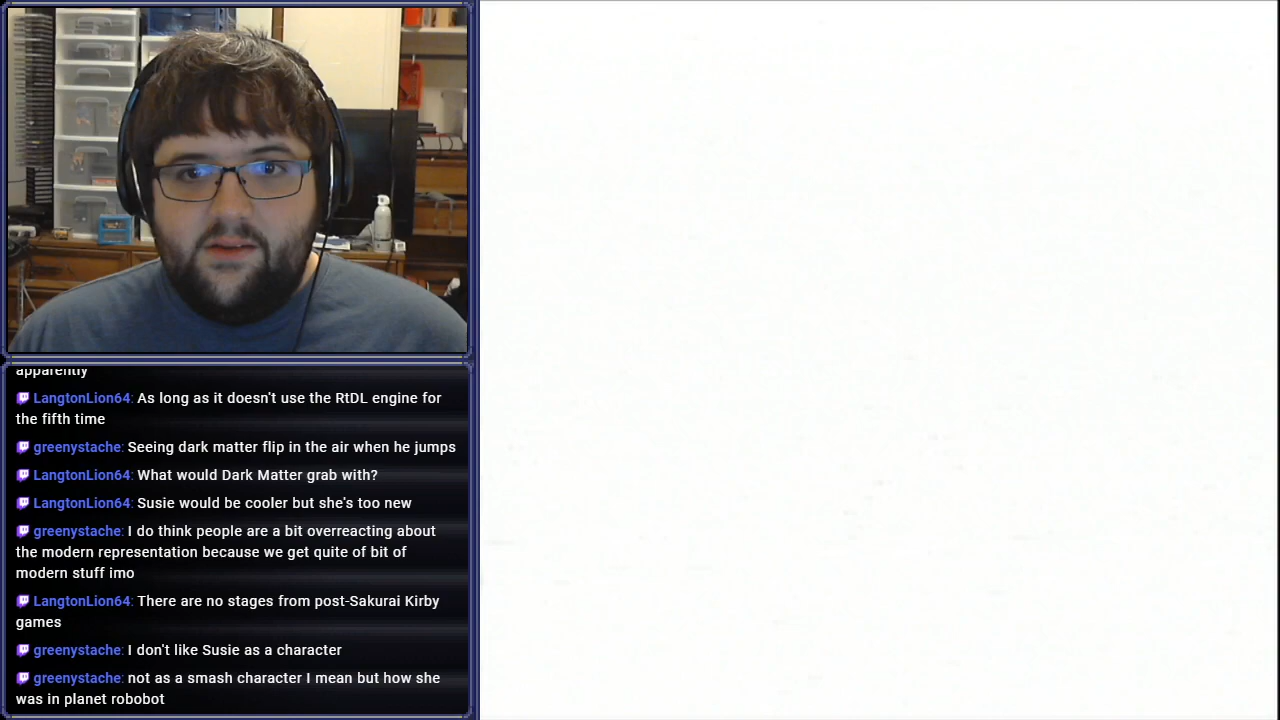 apparently
LangtonLion64: As long as it doesn't use the RtDL engine for
the fifth time
greenystache: Seeing dark matter flip in the air when he jumps
LangtonLion64: What would Dark Matter grab with?
LangtonLion64: Susie would be cooler but she's too new
greenystache: I do think people are a bit overreacting about
the modern representation because we get quite of bit of
modern stuff imo
LangtonLion64: There are no stages from post-Sakurai Kirby
games
greenystache: I don't like Susie as a character
greenystache: not as a smash character I mean but how she
was in planet robobot